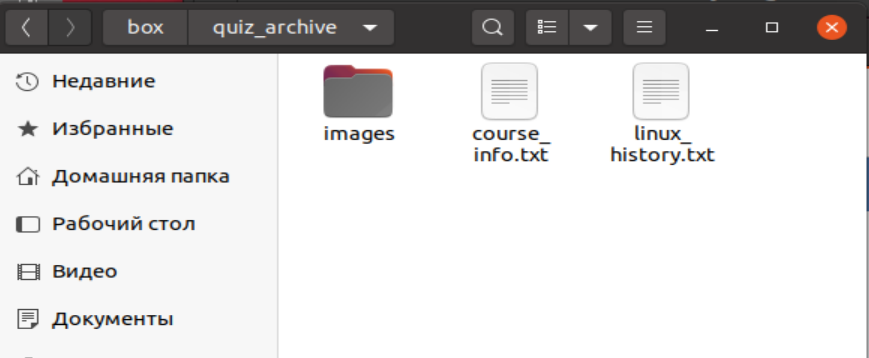 box
quiz_archive
Недавние
Избранные
Домашняя папка
Рабочий стол
Видео
Документы
images
course_
info.txt
linux_
history.txt